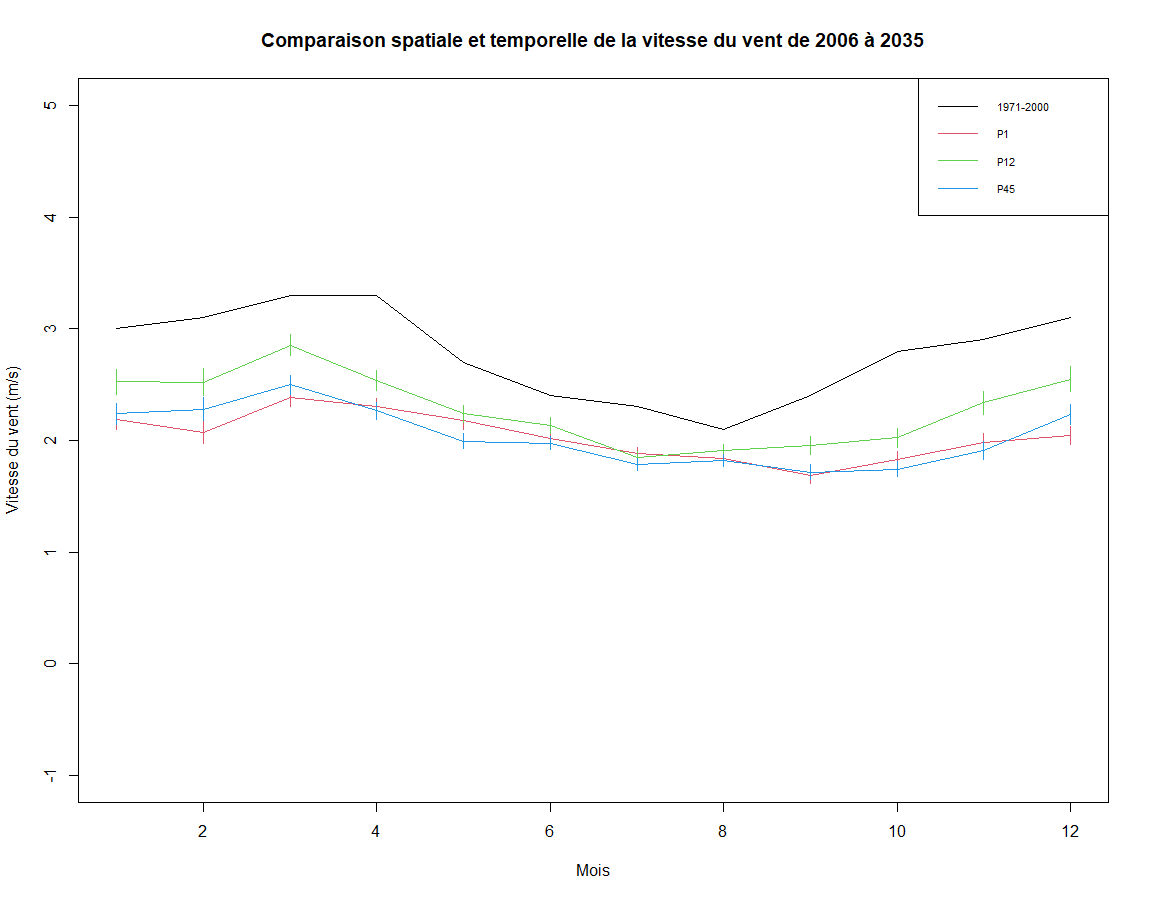 Comparaison spatiale et temporelle de la vitesse du vent de 2006 à 2035
1971-2000
P1
P12
P45
5
4
3
2
1
0
-1
Vitesse du vent (m/s)
2 4 6 8 10 12
Mois